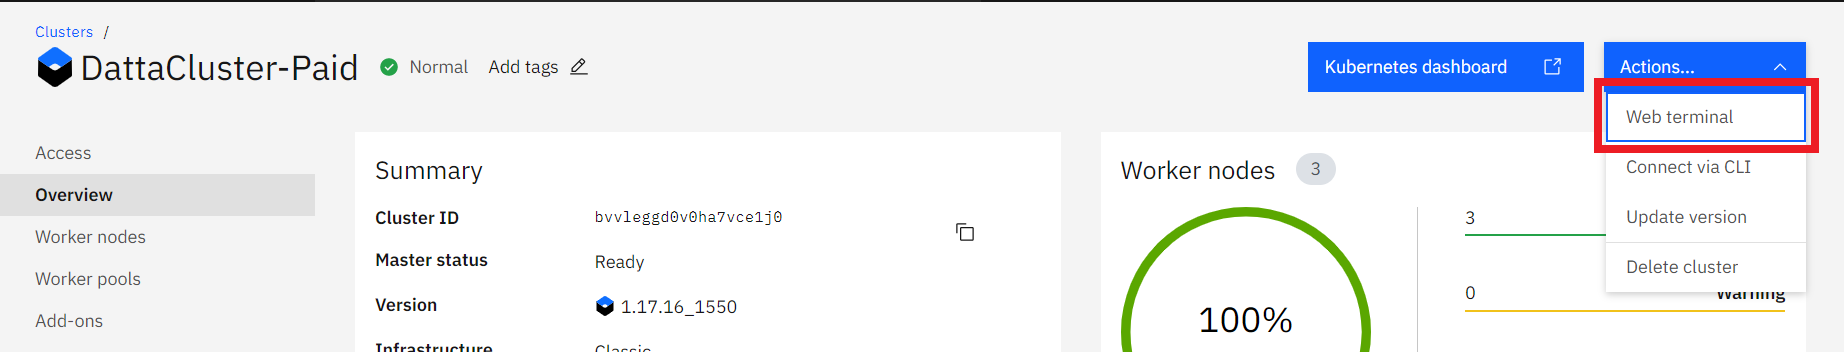 Clusters /
DattaCluster-Paid
Normal
Add tags
Kubernetes dashboard
Actions...
Web terminal
Connect via CLI
Update version
Delete cluster
Access
Overview
Worker nodes
Worker pools
Add-ons
Summary
Cluster ID bvvleggd0v0ha7vce1j0
Master status Ready
Version 1.17.16_1550
Infrastructure Classic
Worker nodes 3
100%
3
0 Warning